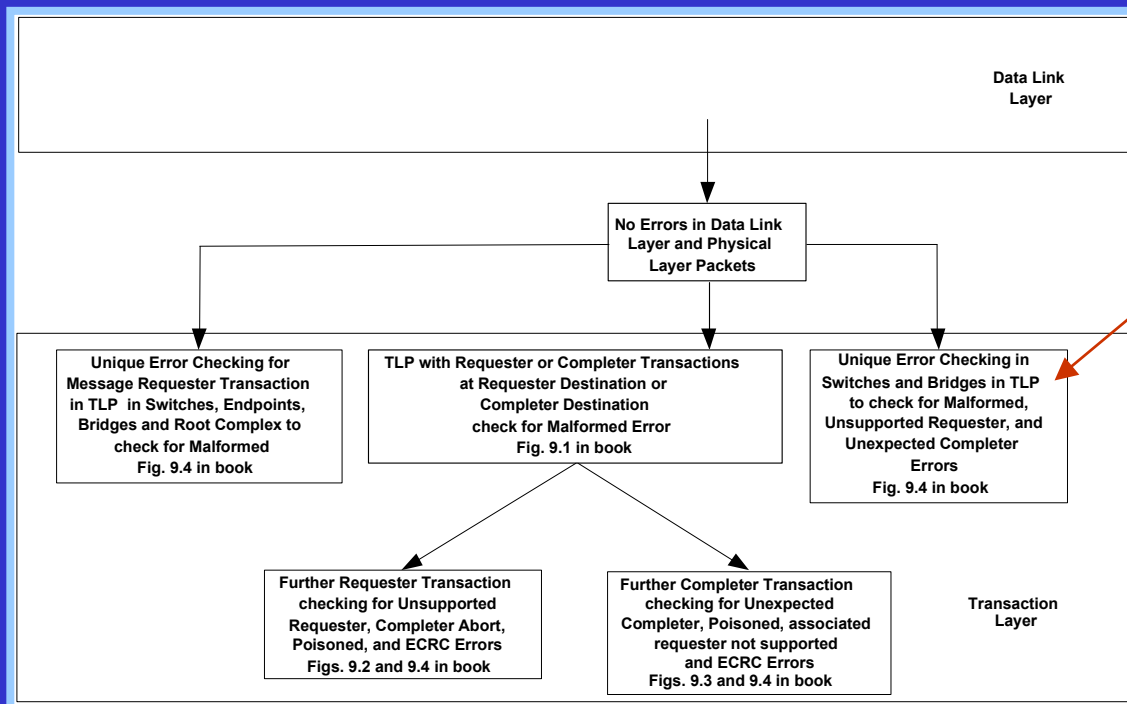 Data Link
Layer
No Errors in Data Link
Layer and Physical
Layer Packets
Unique Error Checking for
Message Requester Transaction
in TLP in Switches, Endpoints,
Bridges and Root Complex to
check for Malformed
Fig. 9.4 in book
TLP with Requester or Completer Transactions
at Requester Destination or
Completer Destination
check for Malformed Error
Fig. 9.1 in book
Unique Error Checking in
Switches and Bridges in TLP
to check for Malformed,
Unsupported Requester, and
Unexpected Completer
Errors
Fig. 9.4 in book
Further Requester Transaction
checking for Unsupported
Requester, Completer Abort,
Poisoned, and ECRC Errors
Figs. 9.2 and 9.4 in book
Further Completer Transaction
checking for Unexpected
Completer, Poisoned, associated
requester not supported
and ECRC Errors
Figs. 9.3 and 9.4 in book
Transaction
Layer